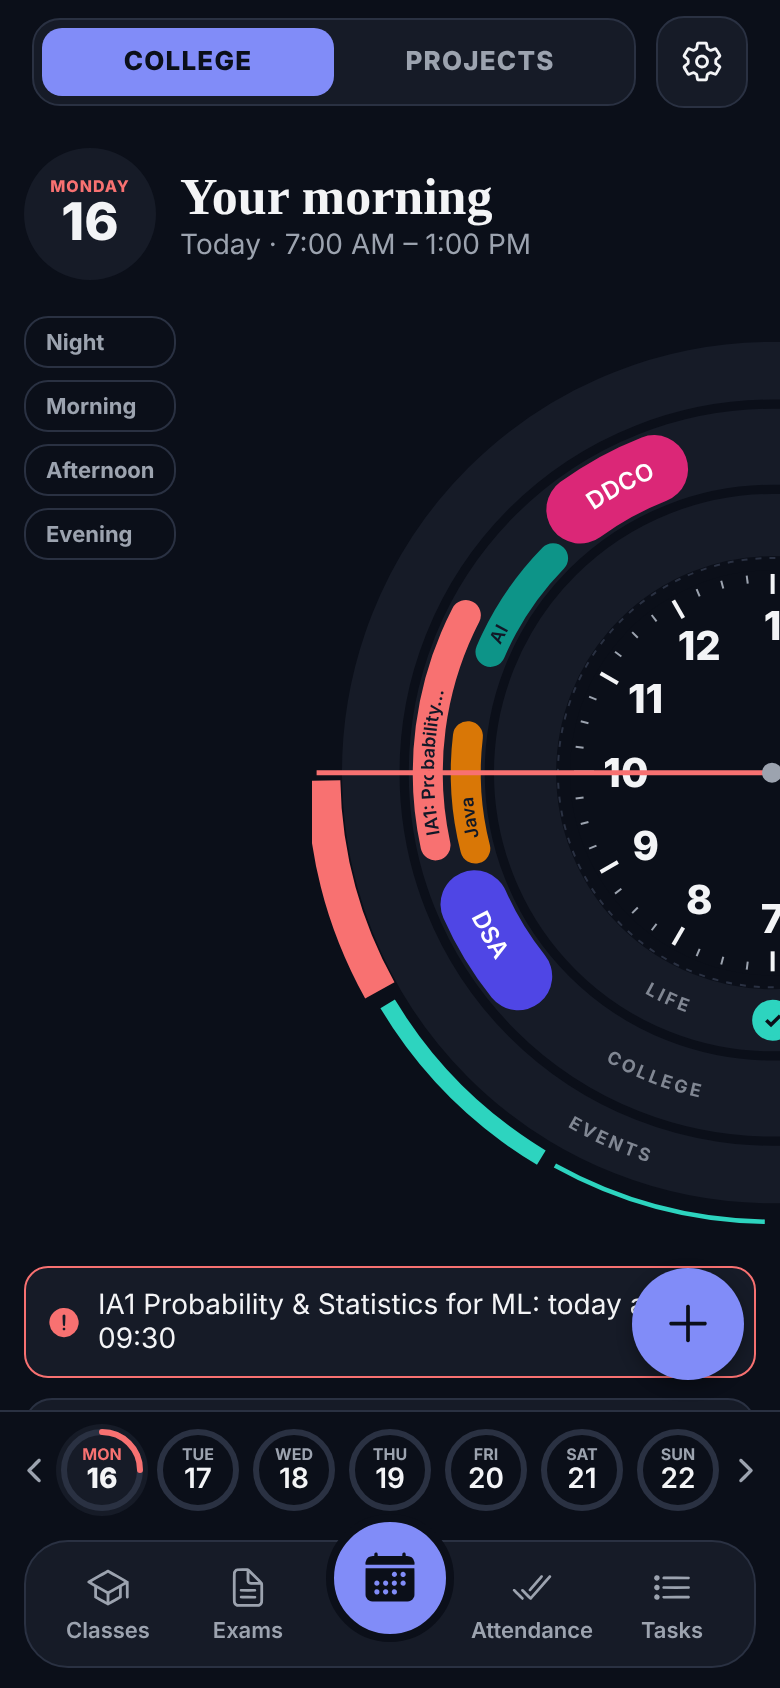 COLLEGE
PROJECTS
MONDAY
16
Your morning
Today · 7:00 AM – 1:00 PM
Night
Morning
Afternoon
Evening
DDCO
AI
IA1: Probability...
Java
DSA
12
11
10
9
8
7
LIFE
COLLEGE
EVENTS
IA1 Probability & Statistics for ML: today
09:30
MON
16
TUE
17
WED
18
THU
19
FRI
20
SAT
21
SUN
22
Classes
Exams
Attendance
Tasks